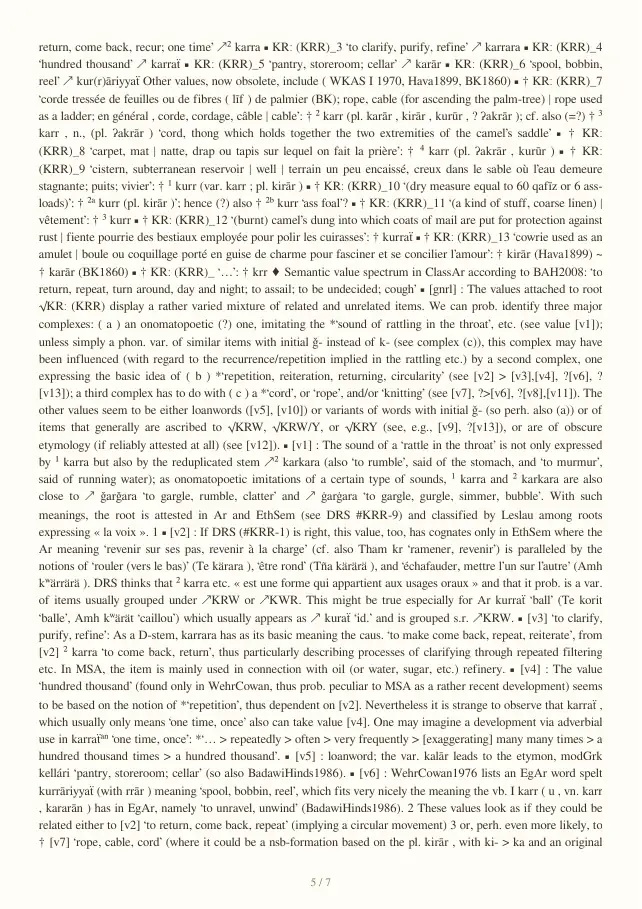 return, come back, recur; one time’ ↗² karra ▪ KR: (KRR)_3 ‘to clarify, purify, refine’ ↗ karrara ▪ KR: (KRR)_4
‘hundred thousand’ ↗ karraẗ ▪ KR: (KRR)_5 ‘pantry, storeroom; cellar’ ↗ karār ▪ KR: (KRR)_6 ‘spool, bobbin,
reel’ ↗ kur(r)āriyyaẗ Other values, now obsolete, include ( WKAS I 1970, Hava1899, BK1860) ▪ † KR: (KRR)_7
‘corde tressée de feuilles ou de fibres ( līf ) de palmier (BK); rope, cable (for ascending the palm-tree) | rope used
as a ladder; en général , corde, cordage, câble | cable’: † ² karr (pl. karār , kirār , kurūr , ? ʔakrār ); cf. also (=?) † ³
karr , n., (pl. ʔakrār ) ‘cord, thong which holds together the two extremities of the camel’s saddle’ ▪ † KR:
(KRR)_8 ‘carpet, mat | natte, drap ou tapis sur lequel on fait la prière’: † ⁴ karr (pl. ʔakrār , kurūr ) ▪ † KR:
(KRR)_9 ‘cistern, subterranean reservoir | well | terrain un peu encaissé, creux dans le sable où l’eau demeure
stagnante; puits; vivier’: † ¹ kurr (var. karr ; pl. kirār ) ▪ † KR: (KRR)_10 ‘(dry measure equal to 60 qafīz or 6 ass-
loads)’: † ²ᵃ kurr (pl. kirār )’; hence (?) also † ²ᵇ kurr ‘ass foal’? ▪ † KR: (KRR)_11 ‘(a kind of stuff, coarse linen) |
vêtement’: † ³ kurr ▪ † KR: (KRR)_12 ‘(burnt) camel’s dung into which coats of mail are put for protection against
rust | fiente pourrie des bestiaux employée pour polir les cuirasses’: † kurraẗ ▪ † KR: (KRR)_13 ‘cowrie used as an
amulet | boule ou coquillage porté en guise de charme pour fasciner et se concilier l’amour’: † kirār (Hava1899) ~
† karār (BK1860) ▪ † KR: (KRR)_ ‘…’: † krr ♦ Semantic value spectrum in ClassAr according to BAH2008: ‘to
return, repeat, turn around, day and night; to assail; to be undecided; cough’ ▪ [gnrl] : The values attached to root
√KR: (KRR) display a rather varied mixture of related and unrelated items. We can prob. identify three major
complexes: ( a ) an onomatopoetic (?) one, imitating the *‘sound of rattling in the throat’, etc. (see value [v1]);
unless simply a phon. var. of similar items with initial ǧ- instead of k- (see complex (c)), this complex may have
been influenced (with regard to the recurrence/repetition implied in the rattling etc.) by a second complex, one
expressing the basic idea of ( b ) *‘repetition, reiteration, returning, circularity’ (see [v2] > [v3],[v4], ?[v6], ?
[v13]); a third complex has to do with ( c ) a *‘cord’, or ‘rope’, and/or ‘knitting’ (see [v7], ?>[v6], ?[v8],[v11]). The
other values seem to be either loanwords ([v5], [v10]) or variants of words with initial ǧ- (so perh. also (a)) or of
items that generally are ascribed to √KRW, √KRW/Y, or √KRY (see, e.g., [v9], ?[v13]), or are of obscure
etymology (if reliably attested at all) (see [v12]). ▪ [v1] : The sound of a ‘rattle in the throat’ is not only expressed
by ¹ karra but also by the reduplicated stem ↗² karkara (also ‘to rumble’, said of the stomach, and ‘to murmur’,
said of running water); as onomatopoetic imitations of a certain type of sounds, ¹ karra and ² karkara are also
close to ↗ ǧarǧara ‘to gargle, rumble, clatter’ and ↗ ġarġara ‘to gargle, gurgle, simmer, bubble’. With such
meanings, the root is attested in Ar and EthSem (see DRS #KRR-9) and classified by Leslau among roots
expressing « la voix ». 1 ▪ [v2] : If DRS (#KRR-1) is right, this value, too, has cognates only in EthSem where the
Ar meaning ‘revenir sur ses pas, revenir à la charge’ (cf. also Tham kr ‘ramener, revenir’) is paralleled by the
notions of ‘rouler (vers le bas)’ (Te kärara ), ‘être rond’ (Tña kärärä ), and ‘échafauder, mettre l’un sur l’autre’ (Amh
kʷärrärä ). DRS thinks that ² karra etc. « est une forme qui appartient aux usages oraux » and that it prob. is a var.
of items usually grouped under ↗KRW or ↗KWR. This might be true especially for Ar kurraẗ ‘ball’ (Te korit
‘balle’, Amh kʷärät ‘caillou’) which usually appears as ↗ kuraẗ ‘id.’ and is grouped s.r. ↗KRW. ▪ [v3] ‘to clarify,
purify, refine’: As a D-stem, karrara has as its basic meaning the caus. ‘to make come back, repeat, reiterate’, from
[v2] ² karra ‘to come back, return’, thus particularly describing processes of clarifying through repeated filtering
etc. In MSA, the item is mainly used in connection with oil (or water, sugar, etc.) refinery. ▪ [v4] : The value
‘hundred thousand’ (found only in WehrCowan, thus prob. peculiar to MSA as a rather recent development) seems
to be based on the notion of *‘repetition’, thus dependent on [v2]. Nevertheless it is strange to observe that karraẗ ,
which usually only means ‘one time, once’ also can take value [v4]. One may imagine a development via adverbial
use in karraẗᵃⁿ ‘one time, once’: *‘… > repeatedly > often > very frequently > [exaggerating] many many times > a
hundred thousand times > a hundred thousand’. ▪ [v5] : loanword; the var. kalār leads to the etymon, modGrk
kellári ‘pantry, storeroom; cellar’ (so also BadawiHinds1986). ▪ [v6] : WehrCowan1976 lists an EgAr word spelt
kurrāriyyaẗ (with rrār ) meaning ‘spool, bobbin, reel’, which fits very nicely the meaning the vb. I karr ( u , vn. karr
, kararān ) has in EgAr, namely ‘to unravel, unwind’ (BadawiHinds1986). 2 These values look as if they could be
related either to [v2] ‘to return, come back, repeat’ (implying a circular movement) 3 or, perh. even more likely, to
† [v7] ‘rope, cable, cord’ (where it could be a nsb-formation based on the pl. kirār , with ki- > ka and an original
5 / 7